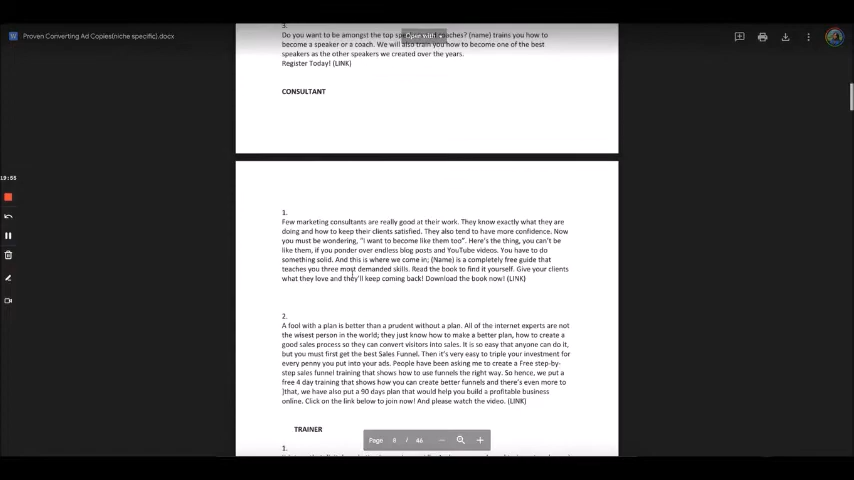 3.
Do you want to be amongst the top coaches? (name) trains you how to
Open with
become a speaker or a coach. We will also train you how to become one of the best
speakers as the other speakers we created over the years.
Register Today! (LINK)
Proven Converting Ad Copies(niche specific).docx
CONSULTANT
19:55
1.
Few marketing consultants are really good at their work. They know exactly what they are
doing and how to keep their clients satisfied. They also tend to have more confidence. Now
you must be wondering, "I want to become like them too". Here's the thing, you can't be
like them, if you ponder over endless blog posts and YouTube videos. You have to do
something solid. And this is where we come in; (Name) is a completely free guide that
teaches you three most demanded skills. Read the book to find it yourself. Give your clients
what they love and they'll keep coming back! Download the book now! (LINK)
2.
A fool with a plan is better than a prudent without a plan. All of the internet experts are not
the wisest person in the world; they just know how to make a better plan, how to create a
good sales process so they can convert visitors into sales. It is so easy that anyone can do it,
but you must first get the best Sales Funnel. Then it's very easy to triple your investment for
every penny you put into your ads. People have been asking me to create a Free step-by-
step sales funnel training that shows how to use funnels the right way. So hence, we put a
free 4 day training that shows how you can create better funnels and there's even more to
)that, we have also put a 90 days plan that would help you build a profitable business
online. Click on the link below to join now! And please watch the video. (LINK)
TRAINER
1.
Page 8 / 46